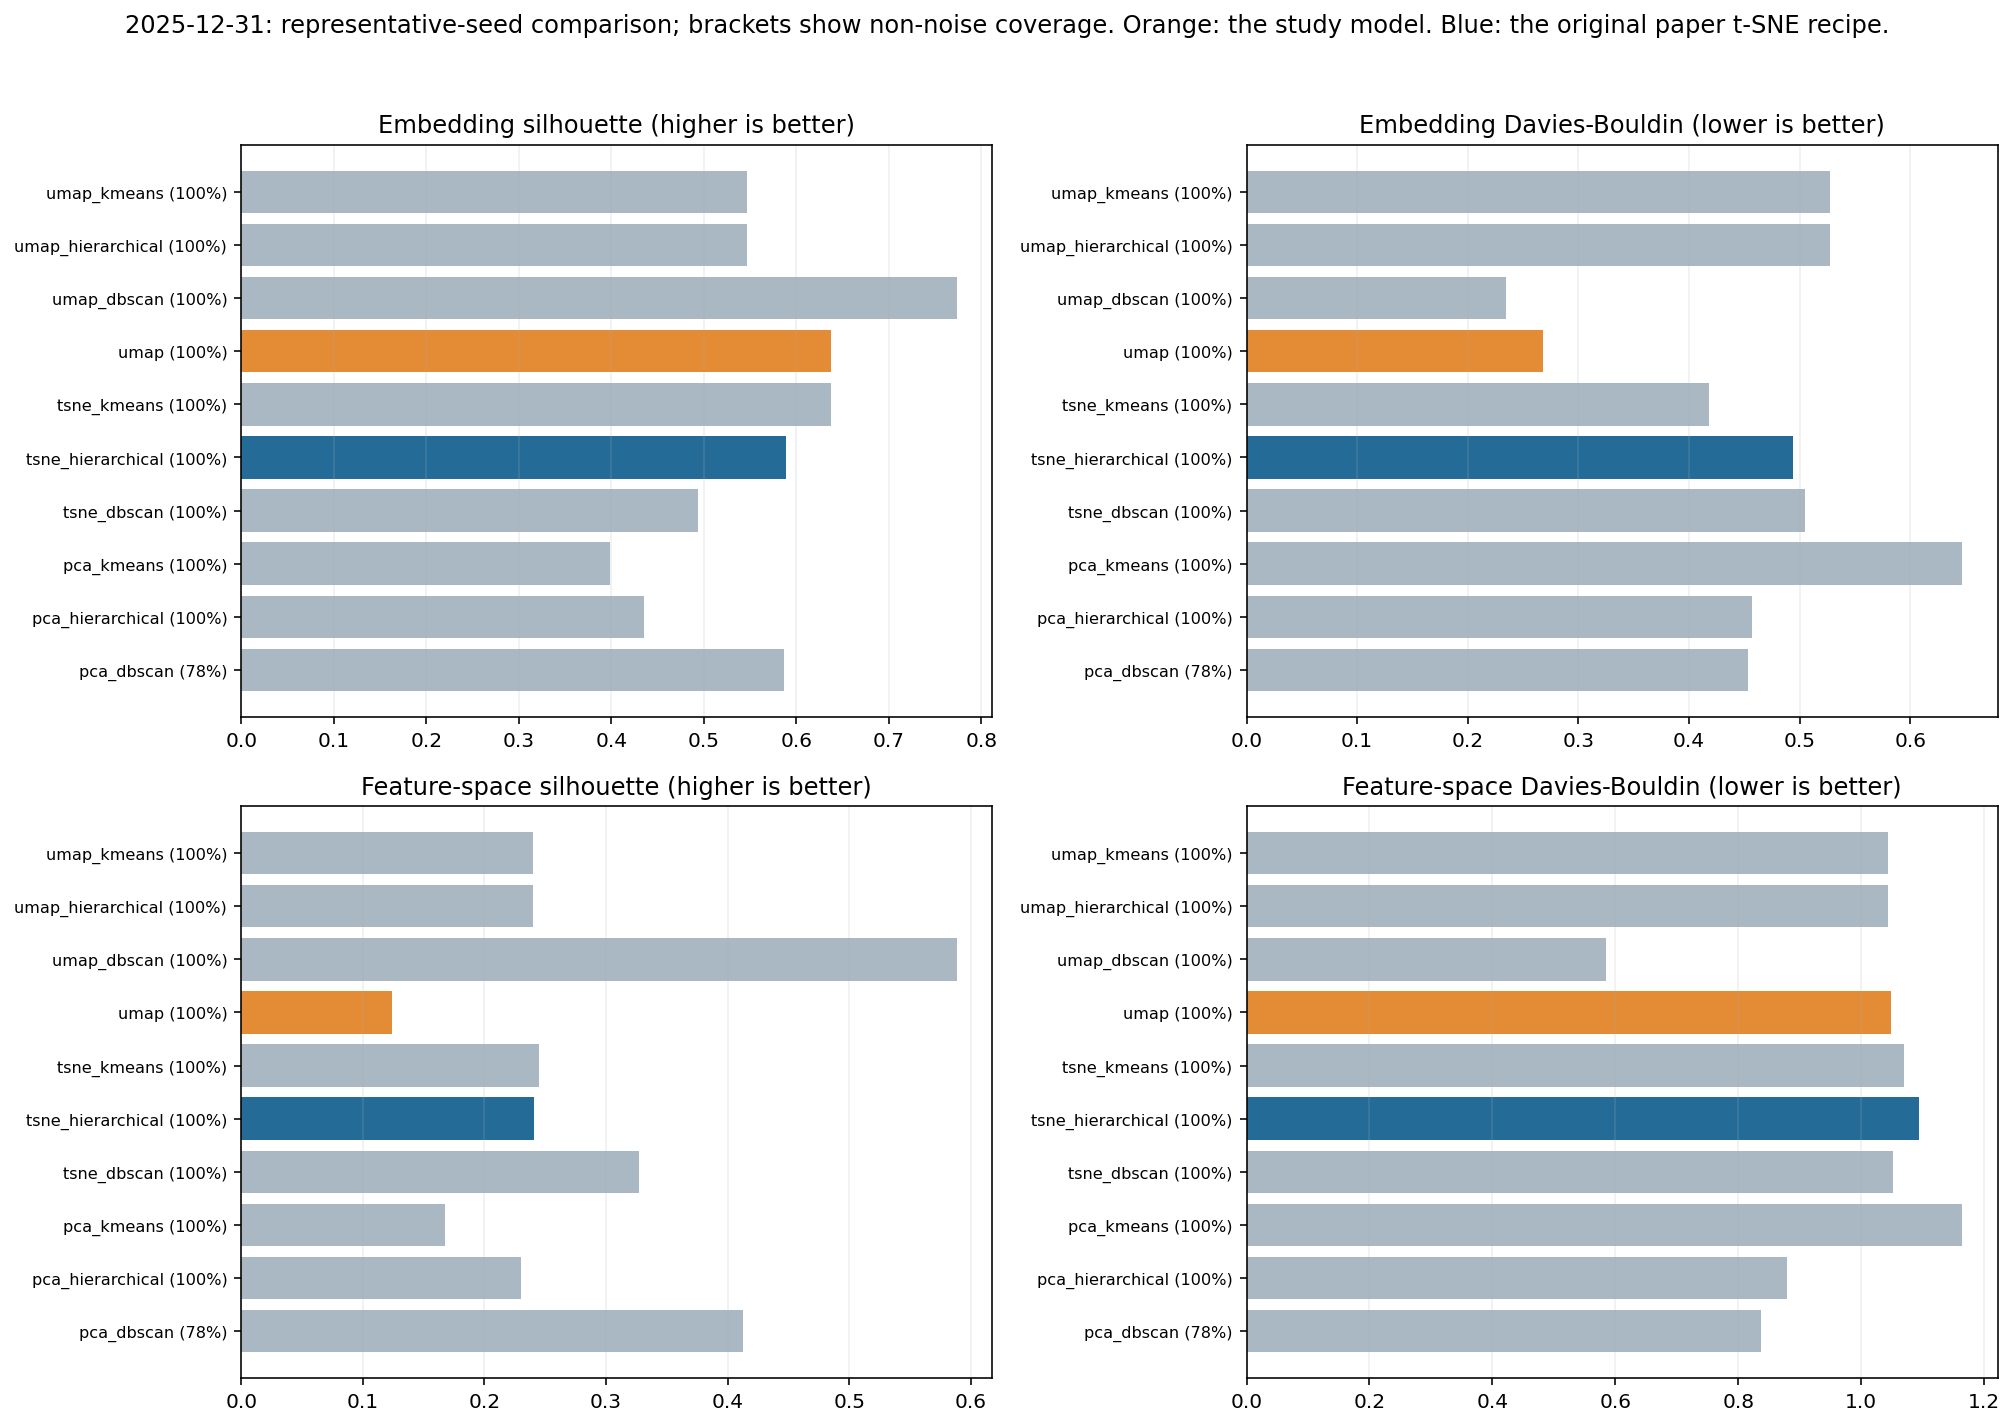 2025-12-31: representative-seed comparison; brackets show non-noise coverage. Orange: the study model. Blue: the original paper t-SNE recipe.
Embedding silhouette (higher is better)
umap_kmeans (100%)
umap_hierarchical (100%)
umap_dbscan (100%)
umap (100%)
tsne_kmeans (100%)
tsne_hierarchical (100%)
tsne_dbscan (100%)
pca_kmeans (100%)
pca_hierarchical (100%)
pca_dbscan (78%)
0.0 0.1 0.2 0.3 0.4 0.5 0.6 0.7 0.8
Embedding Davies-Bouldin (lower is better)
umap_kmeans (100%)
umap_hierarchical (100%)
umap_dbscan (100%)
umap (100%)
tsne_kmeans (100%)
tsne_hierarchical (100%)
tsne_dbscan (100%)
pca_kmeans (100%)
pca_hierarchical (100%)
pca_dbscan (78%)
0.0 0.1 0.2 0.3 0.4 0.5 0.6
Feature-space silhouette (higher is better)
umap_kmeans (100%)
umap_hierarchical (100%)
umap_dbscan (100%)
umap (100%)
tsne_kmeans (100%)
tsne_hierarchical (100%)
tsne_dbscan (100%)
pca_kmeans (100%)
pca_hierarchical (100%)
pca_dbscan (78%)
0.0 0.1 0.2 0.3 0.4 0.5 0.6
Feature-space Davies-Bouldin (lower is better)
umap_kmeans (100%)
umap_hierarchical (100%)
umap_dbscan (100%)
umap (100%)
tsne_kmeans (100%)
tsne_hierarchical (100%)
tsne_dbscan (100%)
pca_kmeans (100%)
pca_hierarchical (100%)
pca_dbscan (78%)
0.0 0.2 0.4 0.6 0.8 1.0 1.2